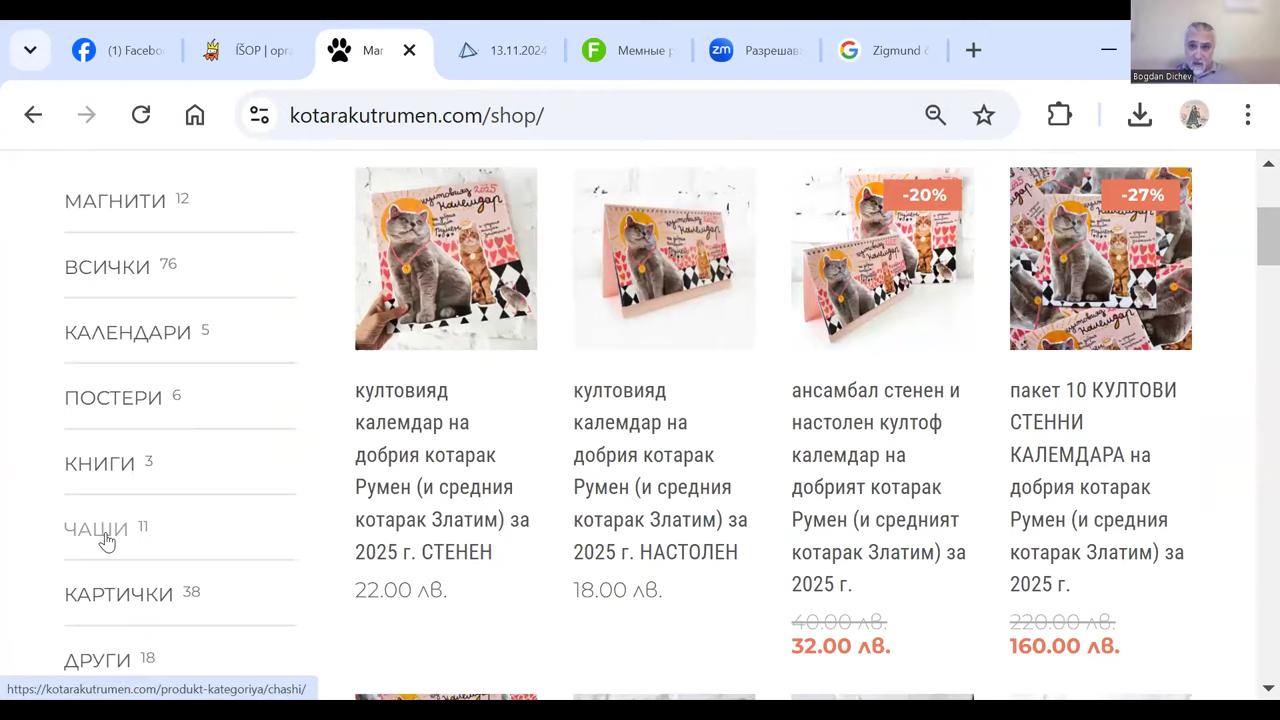 (1) Facebo
ÍŠOP | орга
Маг
13.11.2024
Мемные р
zm
Разрешав
Zigmund č
kotarakutrumen.com/shop/
Bogdan Dichev
МАГНИТИ 12
ВСИЧКИ 76
КАЛЕНДАРИ 5
ПОСТЕРИ 6
КНИГИ 3
ЧАШИ 11
КАРТИЧКИ 38
ДРУГИ 18
-20%
-27%
култовияд
калемдар на
добрия котарак
Румен (и средния
котарак Златим) за
2025 г. СТЕНЕН
22.00 лв.
култовияд
калемдар на
добрия котарак
Румен (и средния
котарак Златим) за
2025 г. НАСТОЛЕН
18.00 лв.
ансамбал стенен и
настолен култоф
калемдар на
добрият котарак
Румен (и средният
котарак Златим) за
2025 г.
40.00 лв.
32.00 лв.
пакет 10 КУЛТОВИ
СТЕННИ
КАЛЕМДАРА на
добрия котарак
Румен (и средния
котарак Златим) за
2025 г.
220.00 лв.
160.00 лв.
https://kotarakutrumen.com/produkt-kategoriya/chashi/